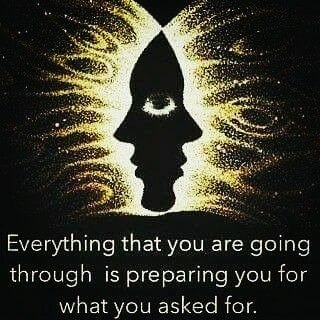 Everything that you are going
through  is preparing you for
what you asked for.